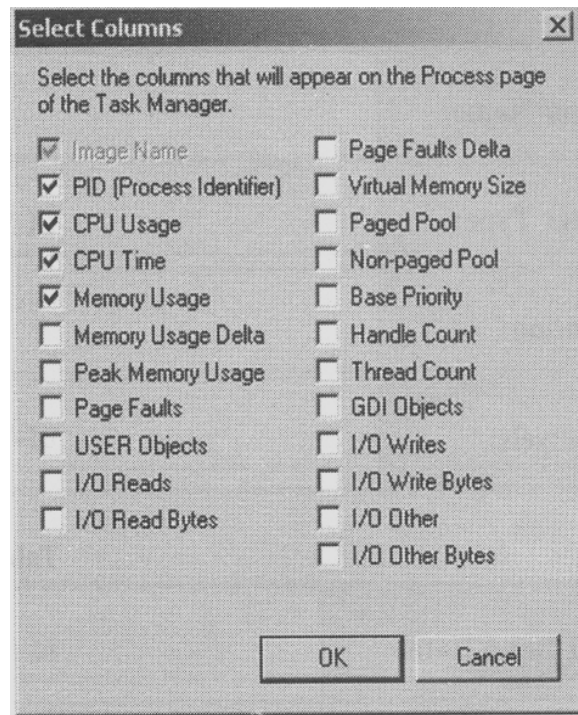 Select Columns
Select the columns that will appear on the Process page
of the Task Manager.
Image Name
PID (Process Identifier)
CPU Usage
CPU Time
Memory Usage
Memory Usage Delta
Peak Memory Usage
Page Faults
USER Objects
I/O Reads
I/O Read Bytes
Page Faults Delta
Virtual Memory Size
Paged Pool
Non-paged Pool
Base Priority
Handle Count
Thread Count
GDI Objects
I/O Writes
I/O Write Bytes
I/O Other
I/O Other Bytes
OK
Cancel